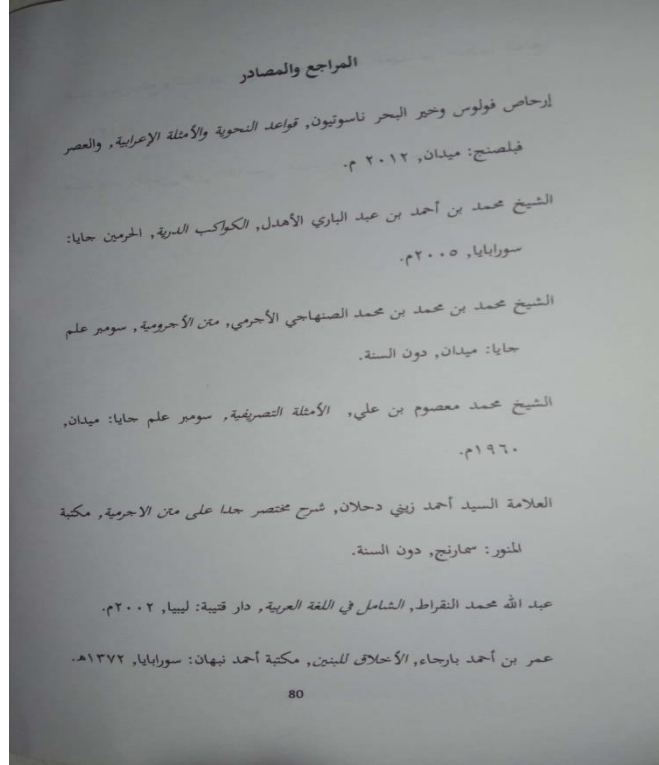 المراجع والمصادر
إرحاص فولوس وخير البحر ناسوتيون, قواعد النحوية والأمثلة الإعرابية, والعصر
فبلصنج: ميدان, ٢٠١٢ م.
الشيخ محمد بن أحمد بن عبد الباري الأهدل, الكواكب الدرية, الحرمين جايا:
سورابايا, ٢٠٠٥م.
الشيخ محمد بن محمد بن محمد الصنهاجي الأجرمي, متن الأجرومية, سومبر علم
جايا: ميدان, دون السنة.
الشيخ محمد معصوم بن علي, الأمثلة التصريفية, سومبر علم جايا: ميدان,
١٩٦٠م.
العلامة السيد أحمد زيني دحلان, شرح مختصر جدا على متن الاجرمية, مكتبة
المنور: سمارنج, دون السنة.
عبد الله محمد النقراط, الشامل في اللغة العربية, دار قتيبة: ليبيا, ٢٠٠٢م.
عمر بن أحمد بارجاء, الأخلاق للبنين, مكتبة أحمد نبهان: سورابايا, ١٣٧٢هـ.
80